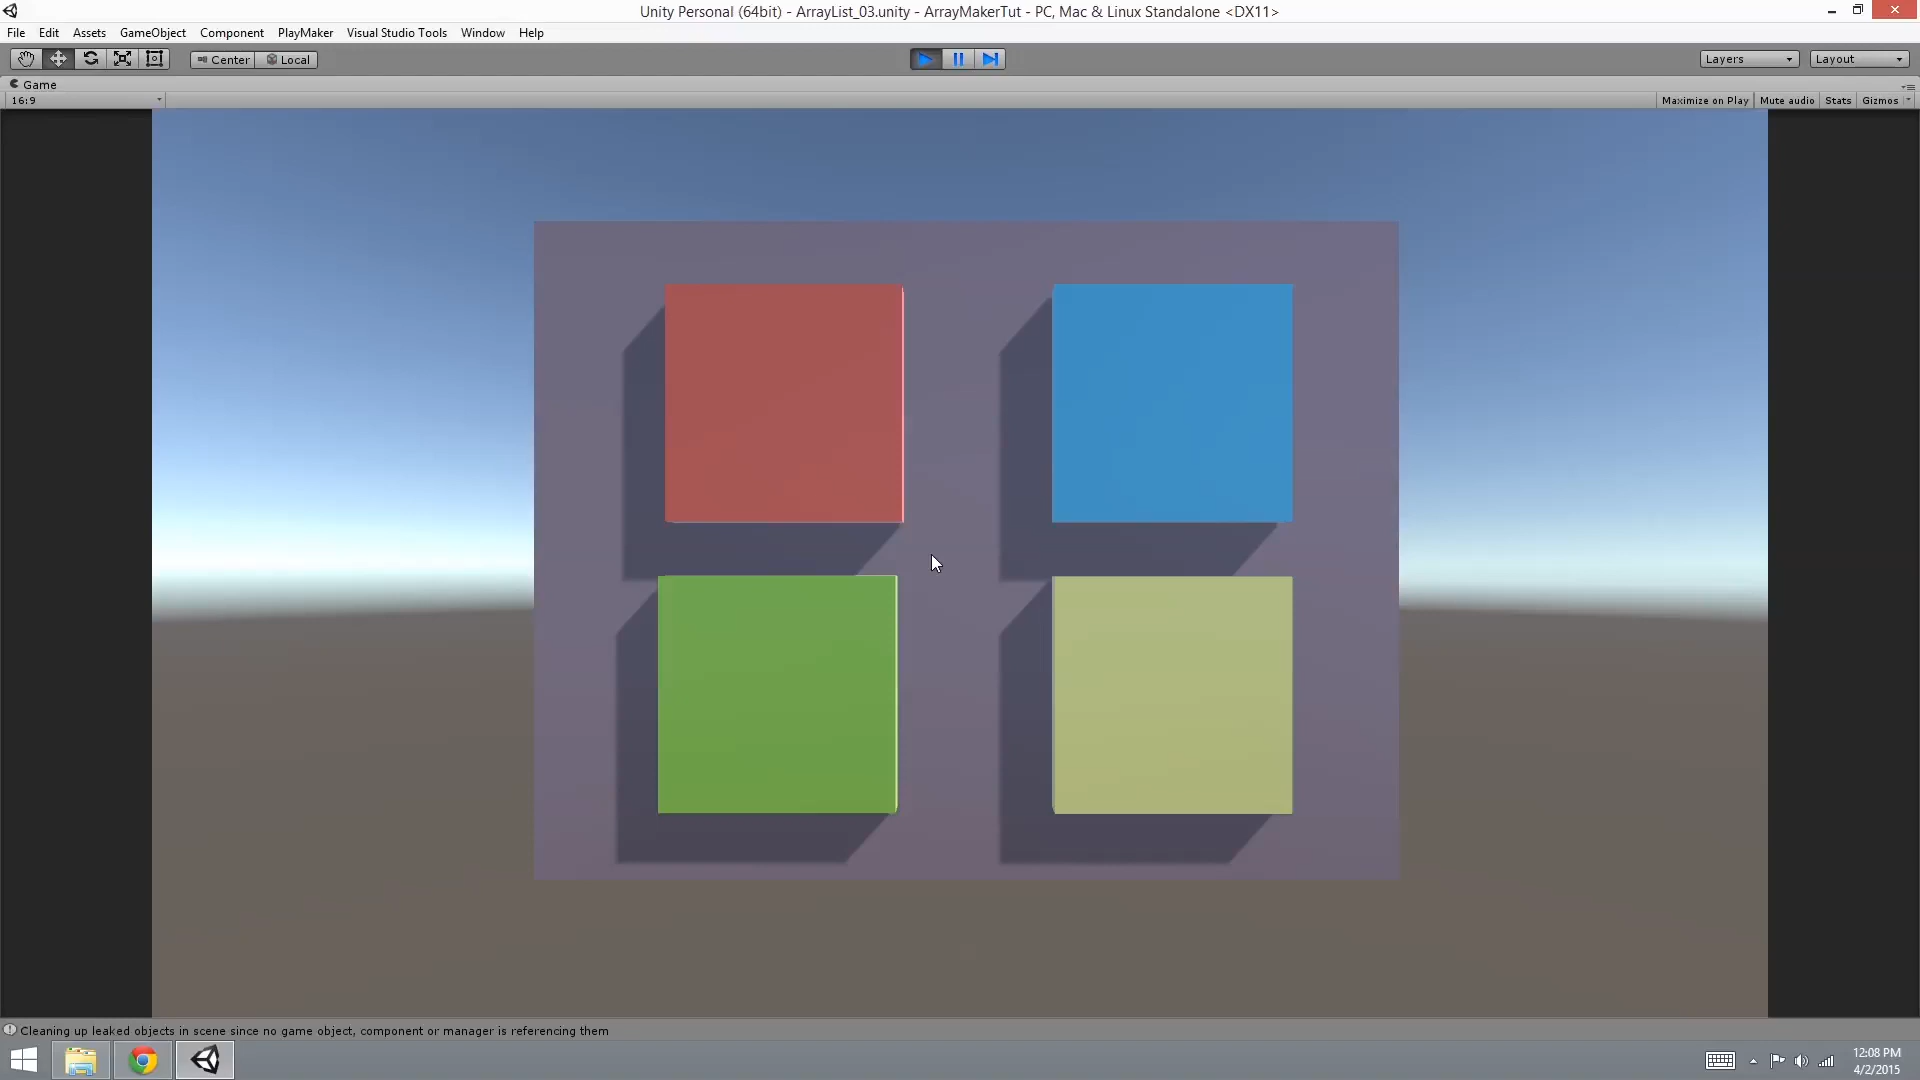 Unity Personal (64bit) - ArrayList_03.unity - ArrayMakerTut - PC, Mac & Linux Standalone <DX11>
File Edit Assets GameObject Component PlayMaker Visual Studio Tools Window Help
Center Local Layers Layout
Game
16:9 Maximize on Play Mute audio Stats Gizmos
Cleaning up leaked objects in scene since no game object, component or manager is referencing them
12:08 PM
4/2/2015